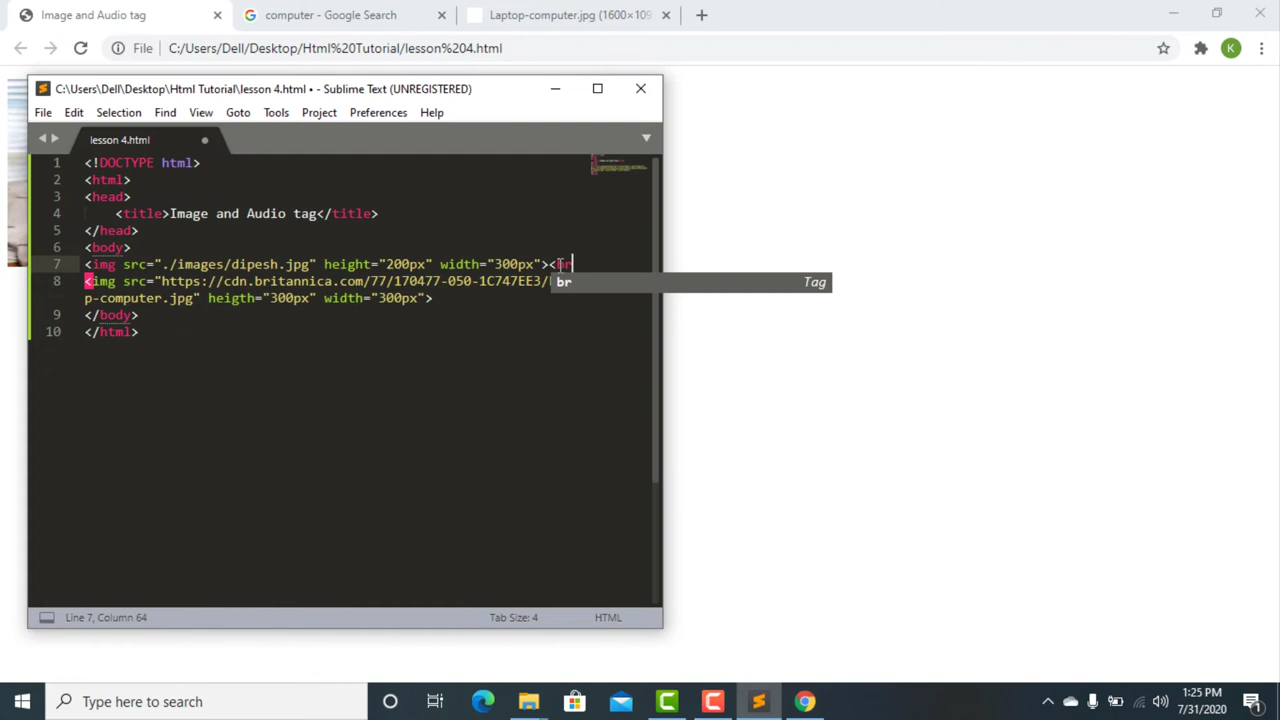 Image and Audio tag
computer - Google Search
Laptop-computer.jpg (1600×109
File
C:/Users/Dell/Desktop/Html%20Tutorial/lesson%204.html
K
C:\Users\Dell\Desktop\Html Tutorial\lesson 4.html • - Sublime Text (UNREGISTERED)
File Edit Selection Find View Goto Tools Project Preferences Help
lesson 4.html
1 <!DOCTYPE html>
2 <html>
3 <head>
4 <title>Image and Audio tag</title>
5 </head>
6 <body>
7 <img src="./images/dipesh.jpg" height="200px" width="300px"><br
8 <img src="https://cdn.britannica.com/77/170477-050-1C747EE3/
br Tag
p-computer.jpg" heigth="300px" width="300px">
9 </body>
10 </html>
Line 7, Column 64
Tab Size: 4
HTML
Type here to search
1:25 PM
7/31/2020
1